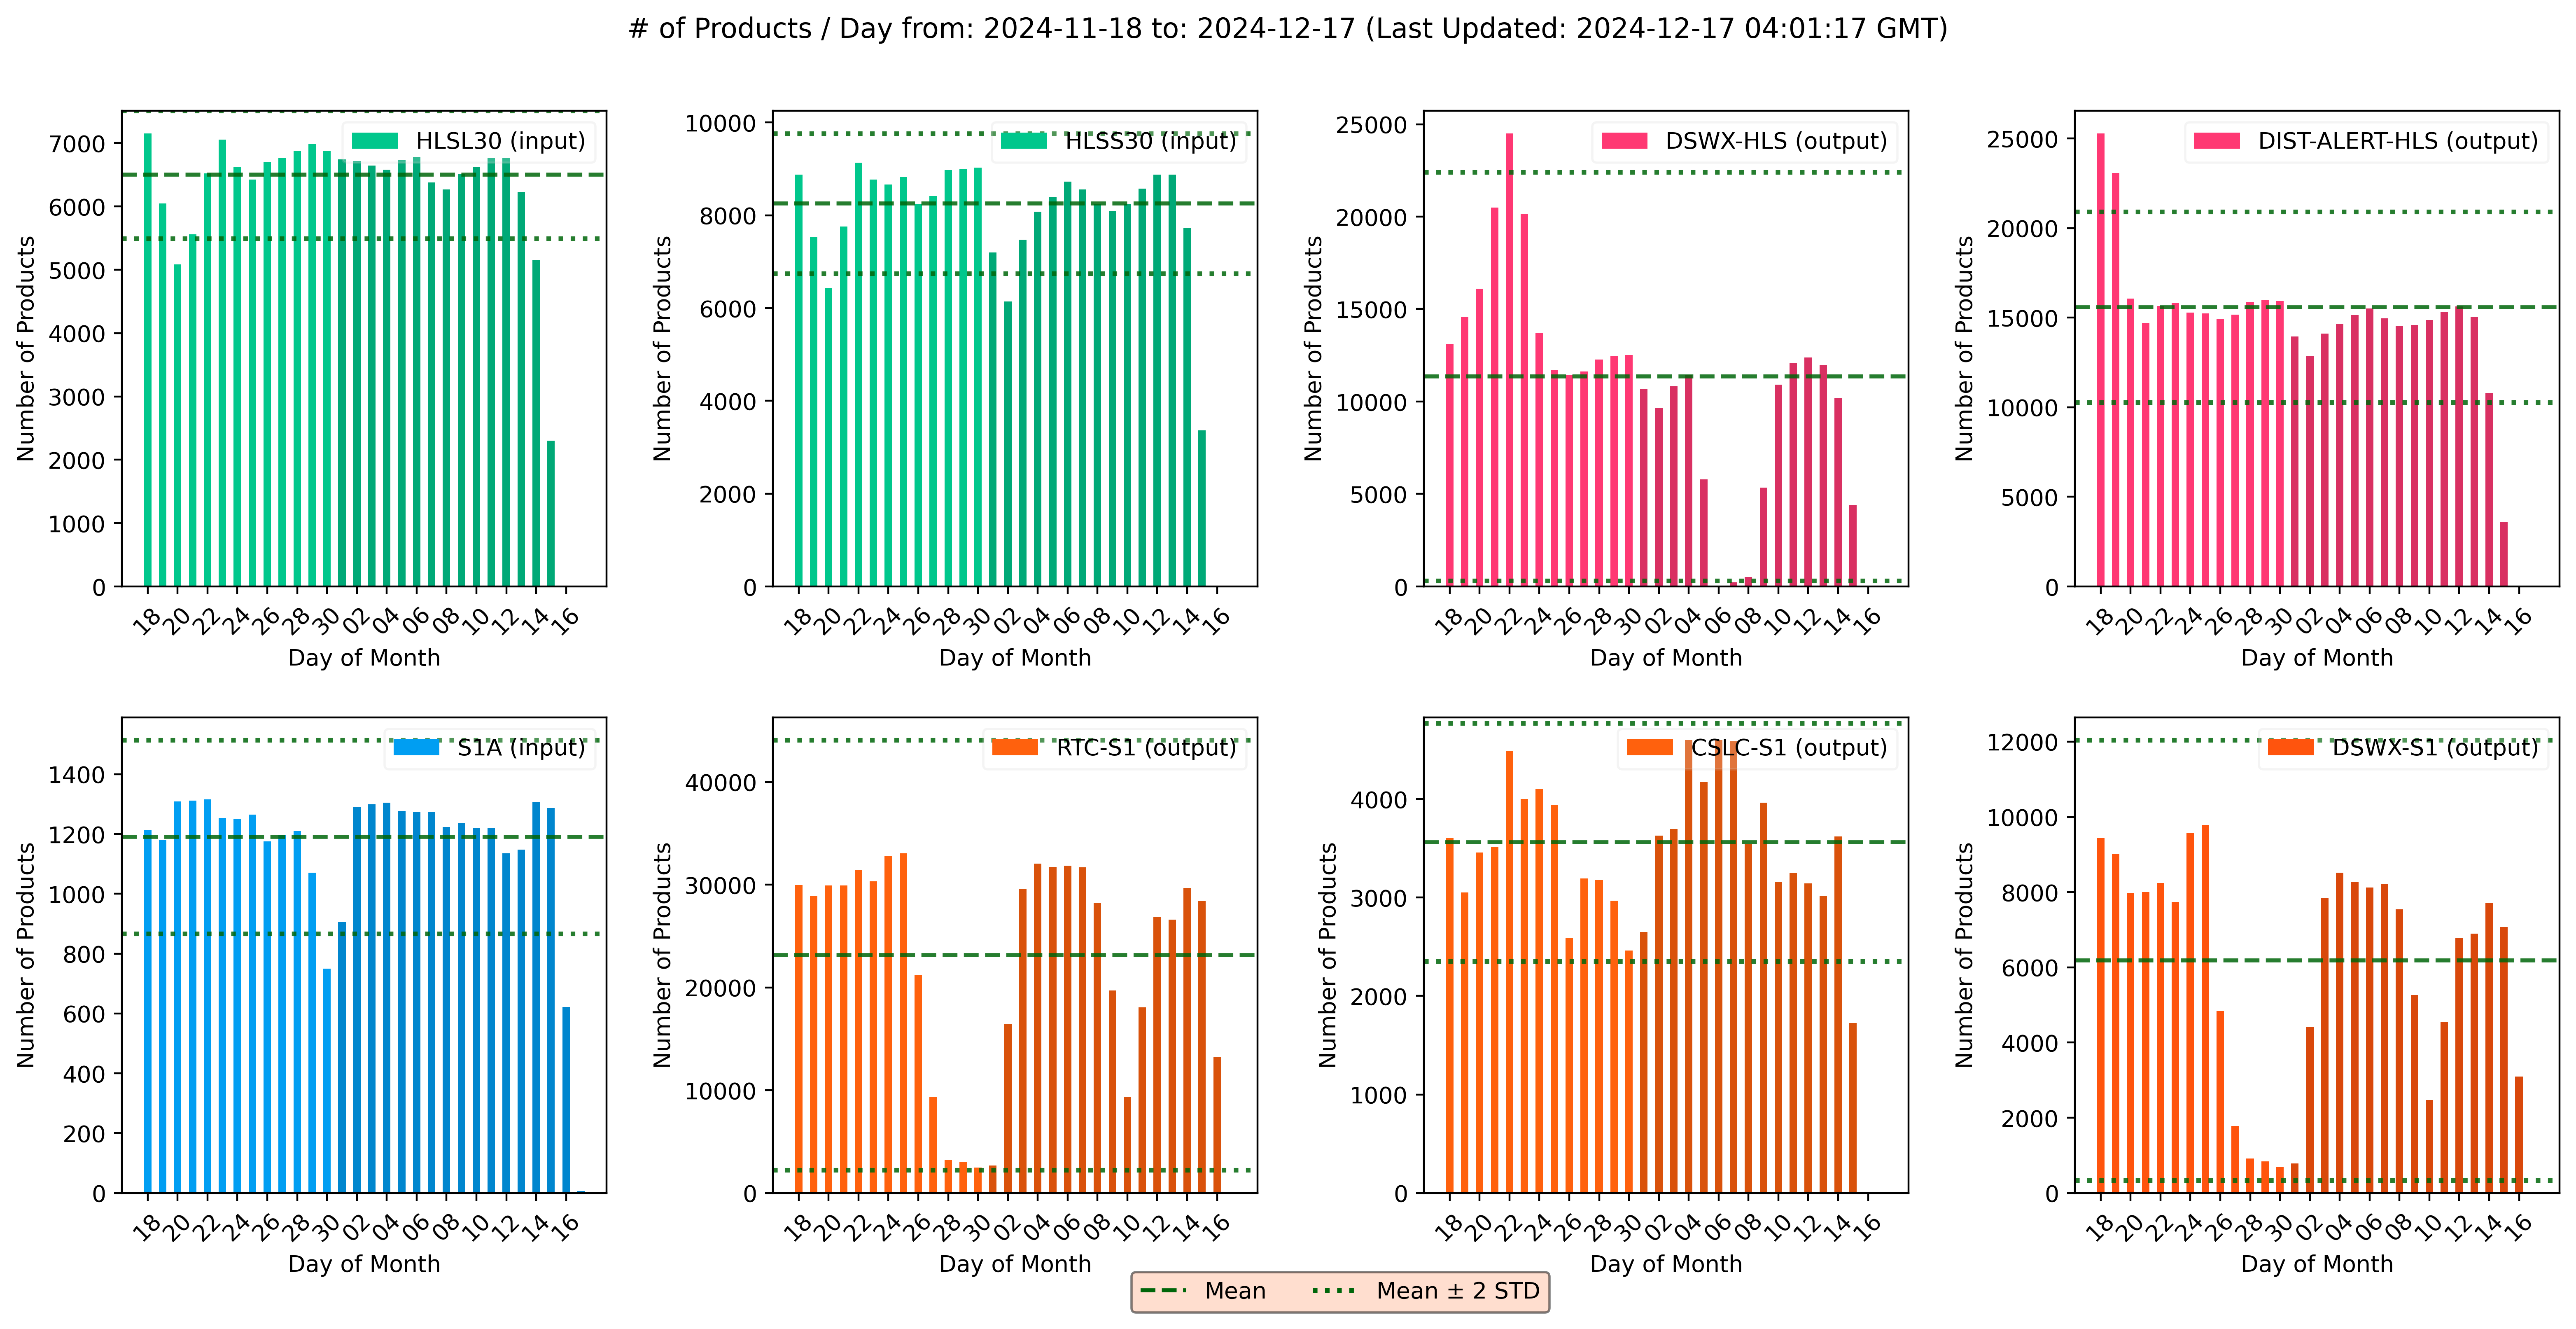 # of Products / Day from: 2024-11-18 to: 2024-12-17 (Last Updated: 2024-12-17 04:01:17 GMT)
HLSL30 (input)
Number of Products
7000
6000
5000
4000
3000
2000
1000
0
18 20 22 24 26 28 30 02 04 06 08 10 12 14 16
Day of Month
HLSS30 (input)
Number of Products
10000
8000
6000
4000
2000
0
18 20 22 24 26 28 30 02 04 06 08 10 12 14 16
Day of Month
DSWX-HLS (output)
Number of Products
25000
20000
15000
10000
5000
0
18 20 22 24 26 28 30 02 04 06 08 10 12 14 16
Day of Month
DIST-ALERT-HLS (output)
Number of Products
25000
20000
15000
10000
5000
0
18 20 22 24 26 28 30 02 04 06 08 10 12 14 16
Day of Month
S1A (input)
Number of Products
1400
1200
1000
800
600
400
200
0
18 20 22 24 26 28 30 02 04 06 08 10 12 14 16
Day of Month
RTC-S1 (output)
Number of Products
40000
30000
20000
10000
0
18 20 22 24 26 28 30 02 04 06 08 10 12 14 16
Day of Month
CSLC-S1 (output)
Number of Products
4000
3000
2000
1000
0
18 20 22 24 26 28 30 02 04 06 08 10 12 14 16
Day of Month
DSWX-S1 (output)
Number of Products
12000
10000
8000
6000
4000
2000
0
18 20 22 24 26 28 30 02 04 06 08 10 12 14 16
Day of Month
Mean
Mean ± 2 STD